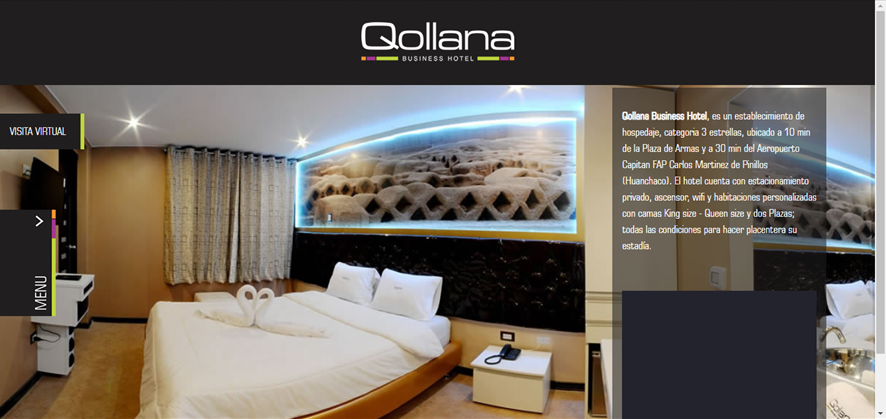 Qollana
BUSINESS HOTEL
VISITA VIRTUAL
MENU
Qollana Business Hotel, es un establecimiento de
hospedaje, categoria 3 estrellas, ubicado a 10 min
de la Plaza de Armas y a 30 min del Aeropuerto
Capitan FAP Carlos Martinez de Pinillos
(Huanchaco). El hotel cuenta con estacionamiento
privado, ascensor, wifi y habitaciones personalizadas
con camas King size - Queen size y dos Plazas;
todas las condiciones para hacer placentera su
estadía.